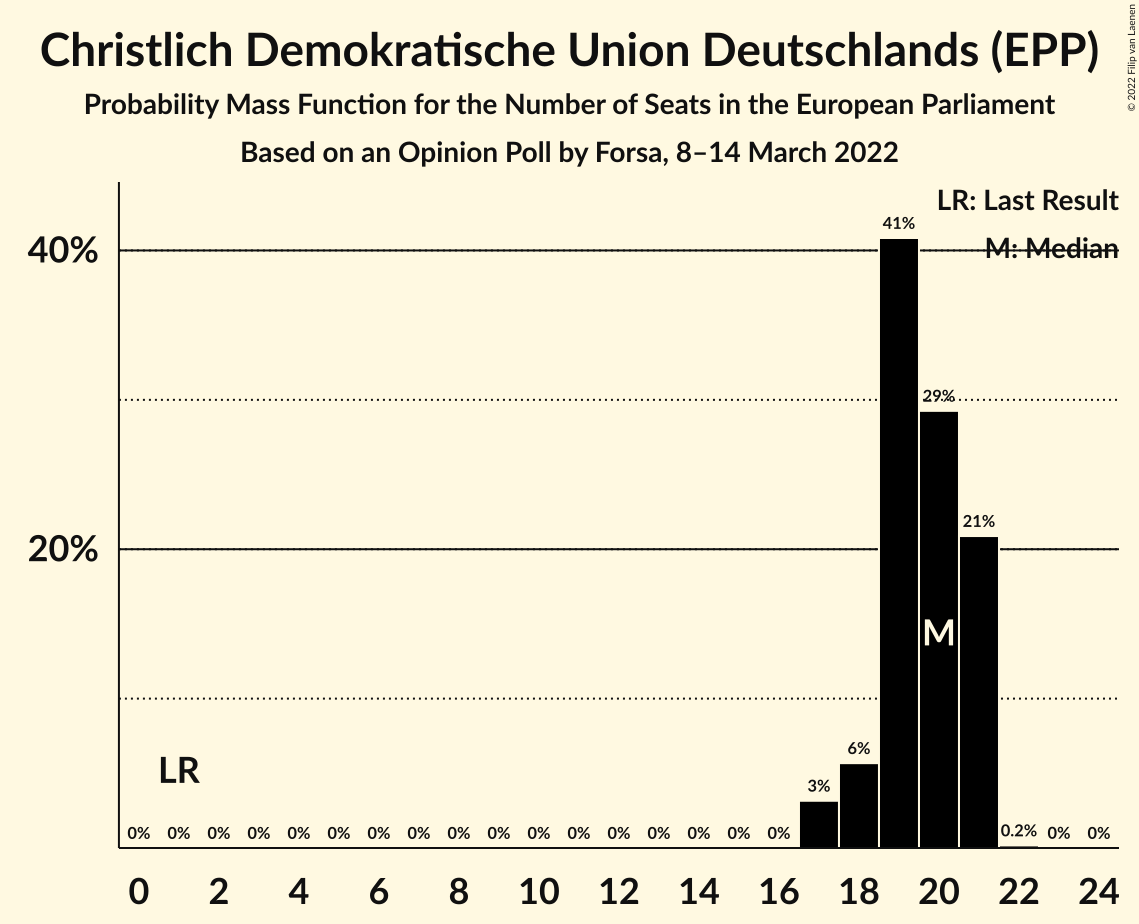 Christlich Demokratische Union Deutschlands (EPP)
Probability Mass Function for the Number of Seats in the European Parliament
Based on an Opinion Poll by Forsa, 8–14 March 2022
© 2022 Filip van Laenen
LR: Last Result
M: Median
40%
20%
41%
29%
21%
M
6%
3%
LR
0% 0% 0% 0% 0% 0% 0% 0% 0% 0% 0% 0% 0% 0% 0% 0% 0% 0.2% 0% 0%
0 2 4 6 8 10 12 14 16 18 20 22 24